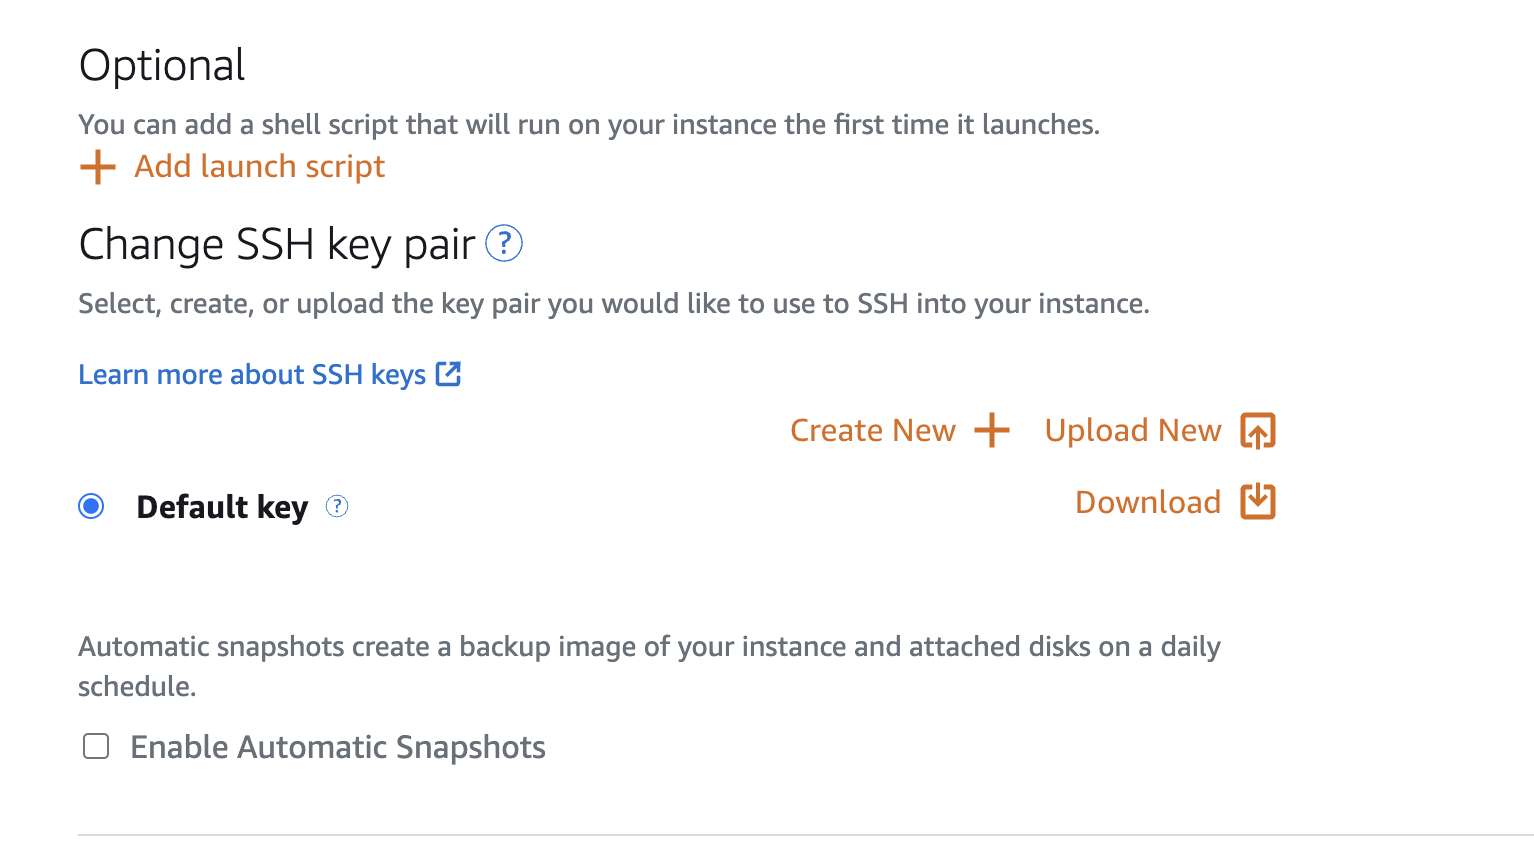 Optional
You can add a shell script that will run on your instance the first time it launches.
Add launch script
Change SSH key pair ?
Select, create, or upload the key pair you would like to use to SSH into your instance.
Learn more about SSH keys
Create New Upload New
Default key ? Download
Automatic snapshots create a backup image of your instance and attached disks on a daily
schedule.
Enable Automatic Snapshots